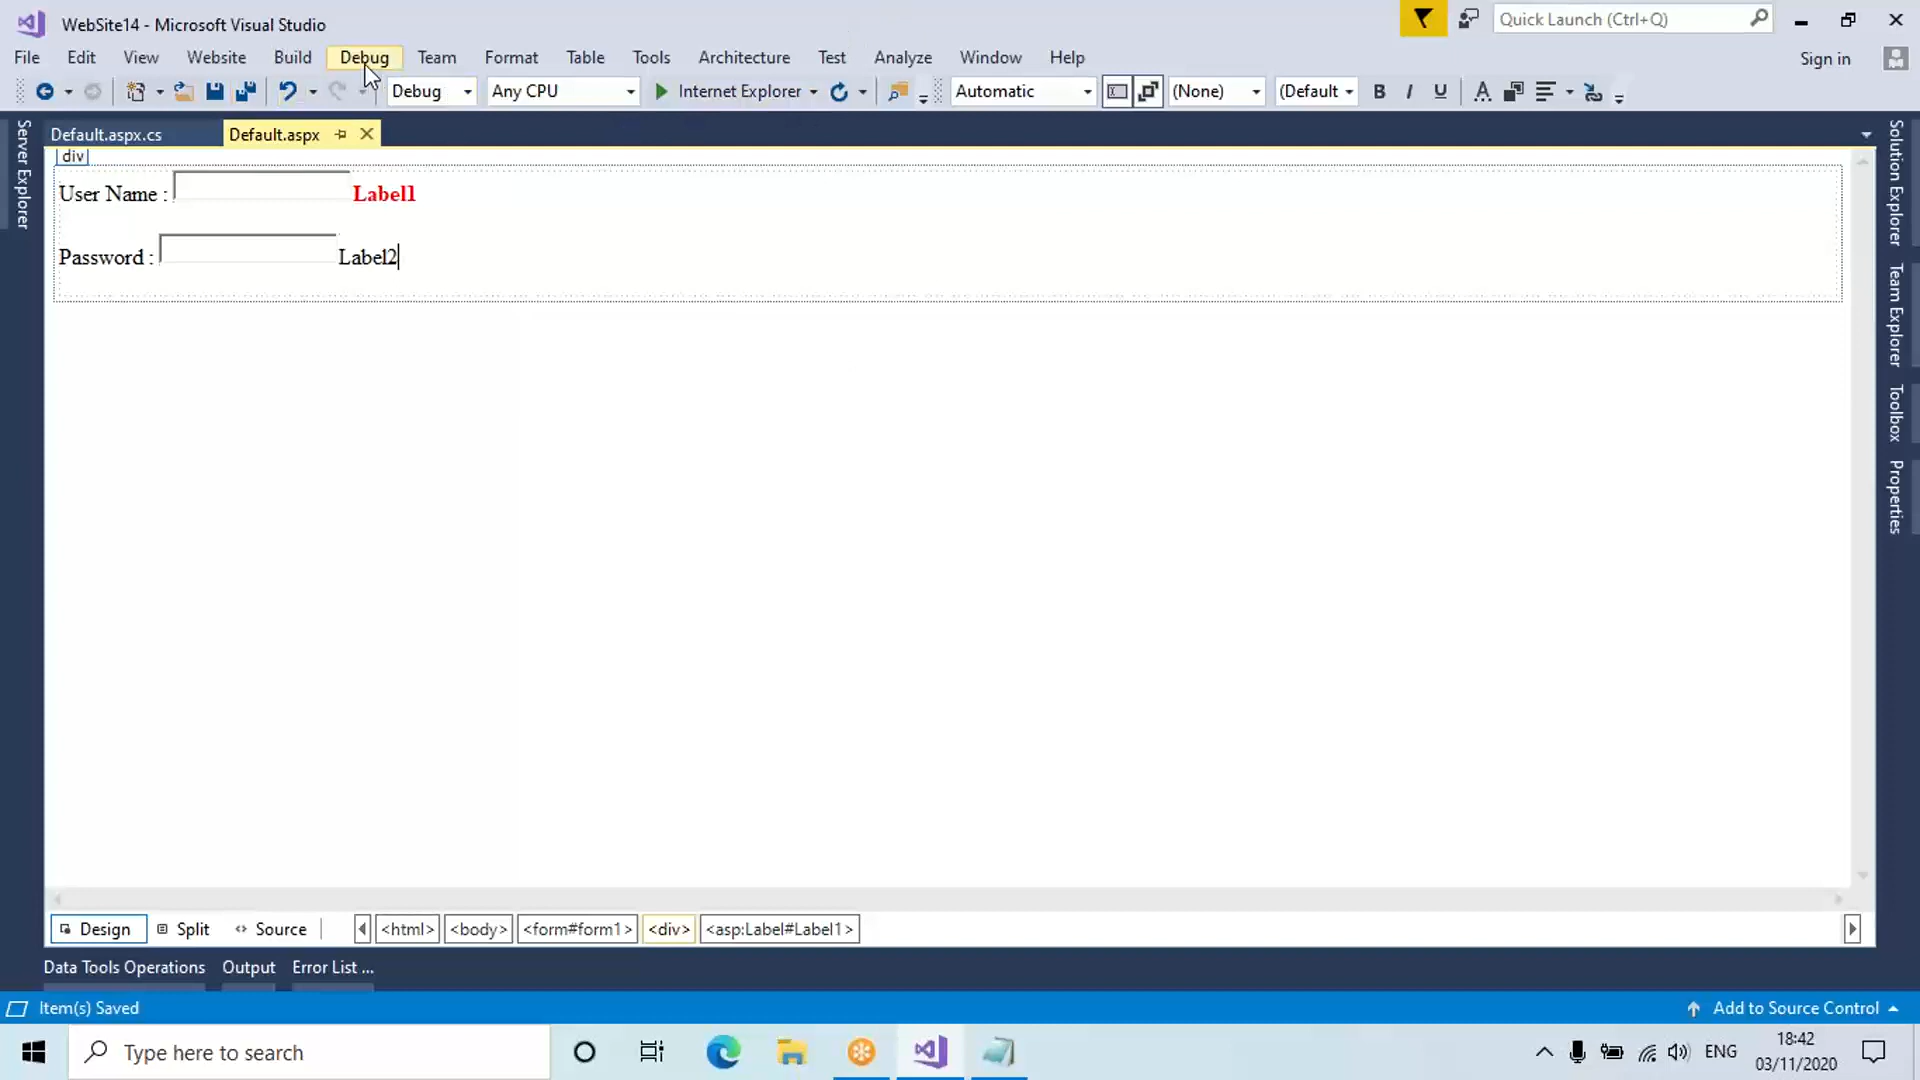 WebSite14 - Microsoft Visual Studio
Quick Launch (Ctrl+Q)
File Edit View Website Build Debug Team Format Table Tools Architecture Test Analyze Window Help
Sign in
Debug Any CPU Internet Explorer Automatic (None) (Default B I U A
Default.aspx.cs Default.aspx
Server Explorer
div
User Name : Label1
Password : Label2
Solution Explorer
Team Explorer
Toolbox
Properties
Design Split Source <html> <body> <form#form1> <div> <asp:Label#Label1>
Data Tools Operations Output Error List ...
Item(s) Saved
Add to Source Control
Type here to search
ENG
18:42
03/11/2020